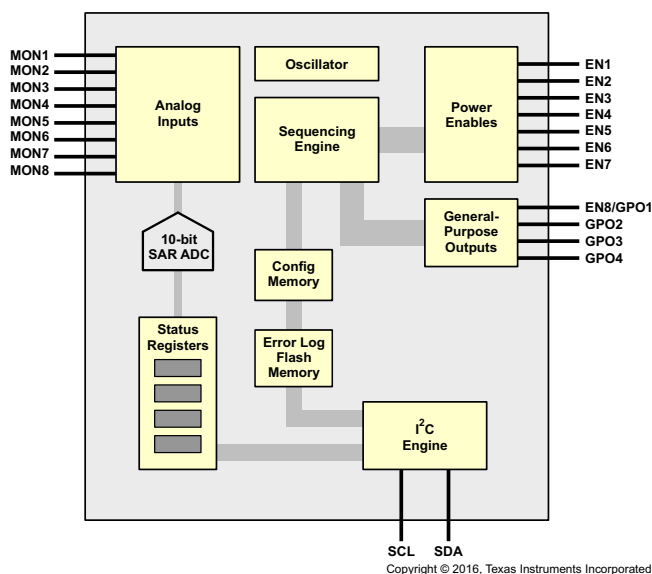 MON1
MON2
MON3
MON4
MON5
MON6
MON7
MON8
Analog
Inputs
Oscillator
Sequencing
Engine
Power
Enables
EN1
EN2
EN3
EN4
EN5
EN6
EN7
General-
Purpose
Outputs
EN8/GPO1
GPO2
GPO3
GPO4
10-bit
SAR ADC
Config
Memory
Status
Registers
Error Log
Flash
Memory
I²C
Engine
SCL SDA
Copyright © 2016, Texas Instruments Incorporated